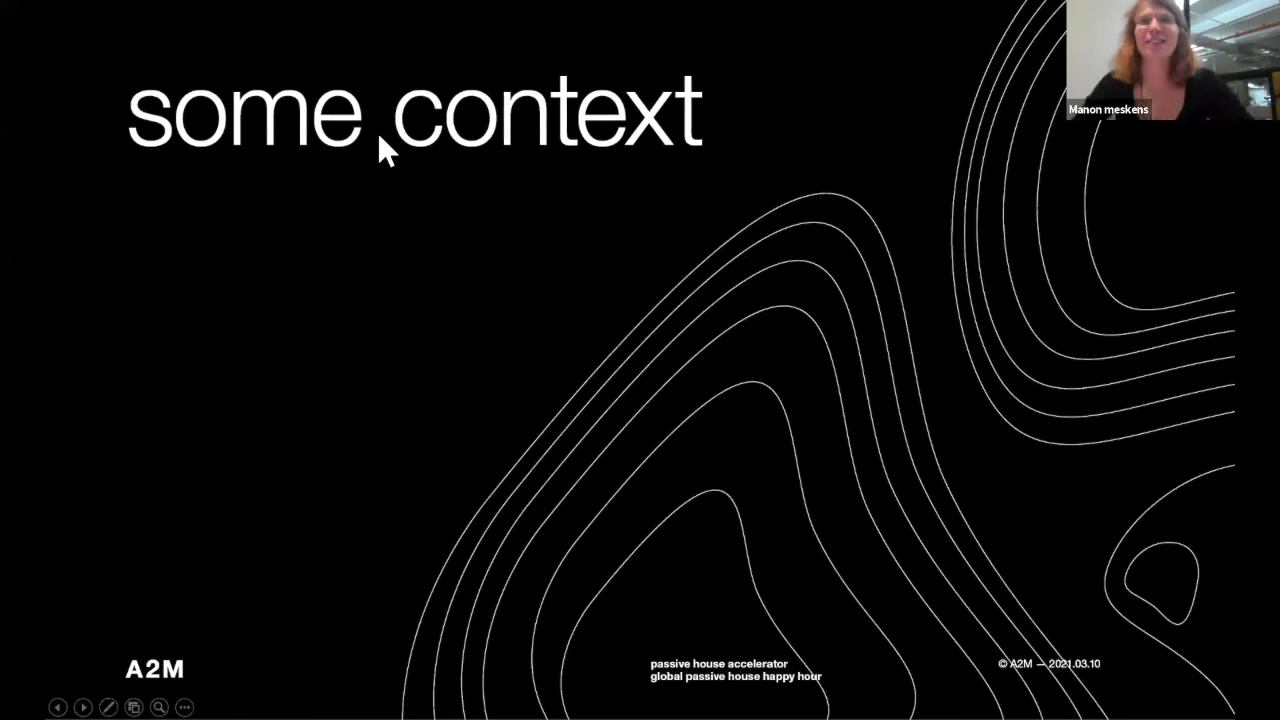 some context
Manon meskens
A2M
passive house accelerator
global passive house happy hour
© A2M — 2021.03.10